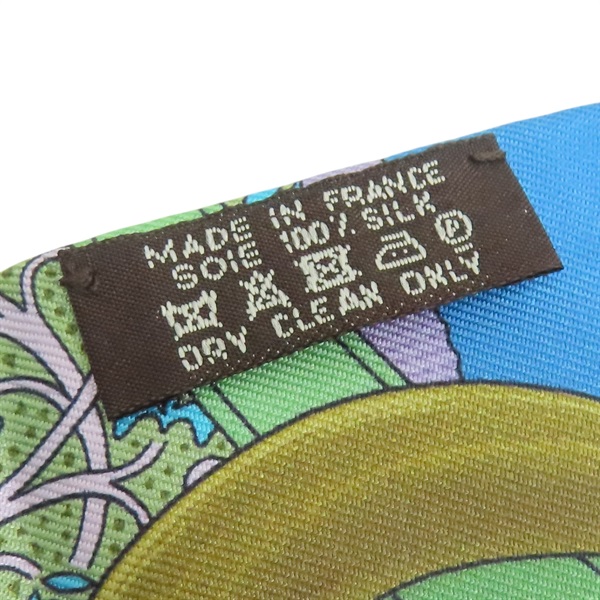 MADE IN FRANCE
SOIE 100% SILK
P
DRY CLEAN ONLY